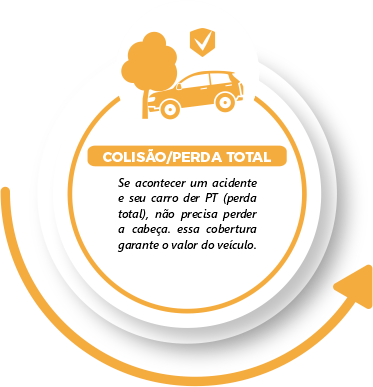 COLISÃO/PERDA TOTAL
Se acontecer um acidente
e seu carro der PT (perda
total), não precisa perder
a cabeça. essa cobertura
garante o valor do veículo.